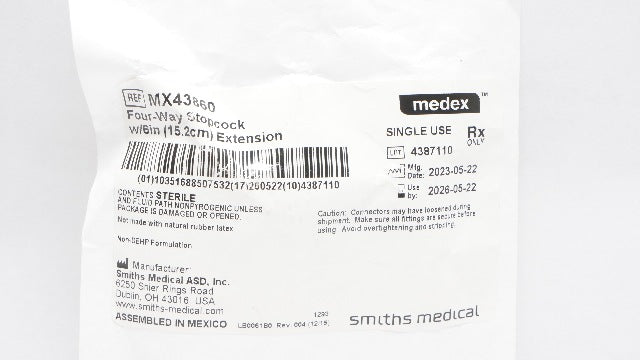 REF MX43860
Four-Way Stopcock
w/6in (15.2cm) Extension
(01)10351688507532(17)260522(10)4387110
CONTENTS STERILE
AND FLUID PATH NONPYROGENIC UNLESS
PACKAGE IS DAMAGED OR OPENED.
Not made with natural rubber latex
Non-DEHP Formulation
Manufacturer:
Smiths Medical ASD, Inc.
6250 Shier Rings Road
Dublin, OH 43016 USA
www.smiths-medical.com
ASSEMBLED IN MEXICO
LB0061B0 Rev. 004 (12-15)
1293
medex™
SINGLE USE
Rx
ONLY
LOT 4387110
Mfg.
Date: 2023-05-22
Use
by: 2026-05-22
Caution: Connectors may have loosened during
shipment. Make sure all fittings are secure before
using. Avoid overtightening and stripping.
smiths medical